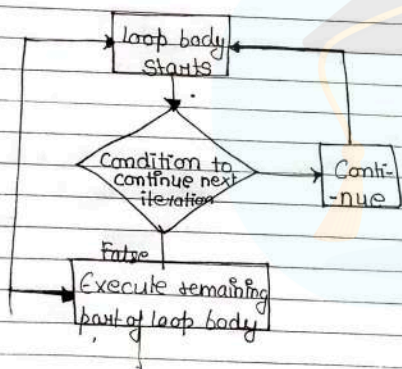 Loop body
Starts
Condition to
continue next
iteration
Conti-
-nue
False
Execute remaining
part of loop body